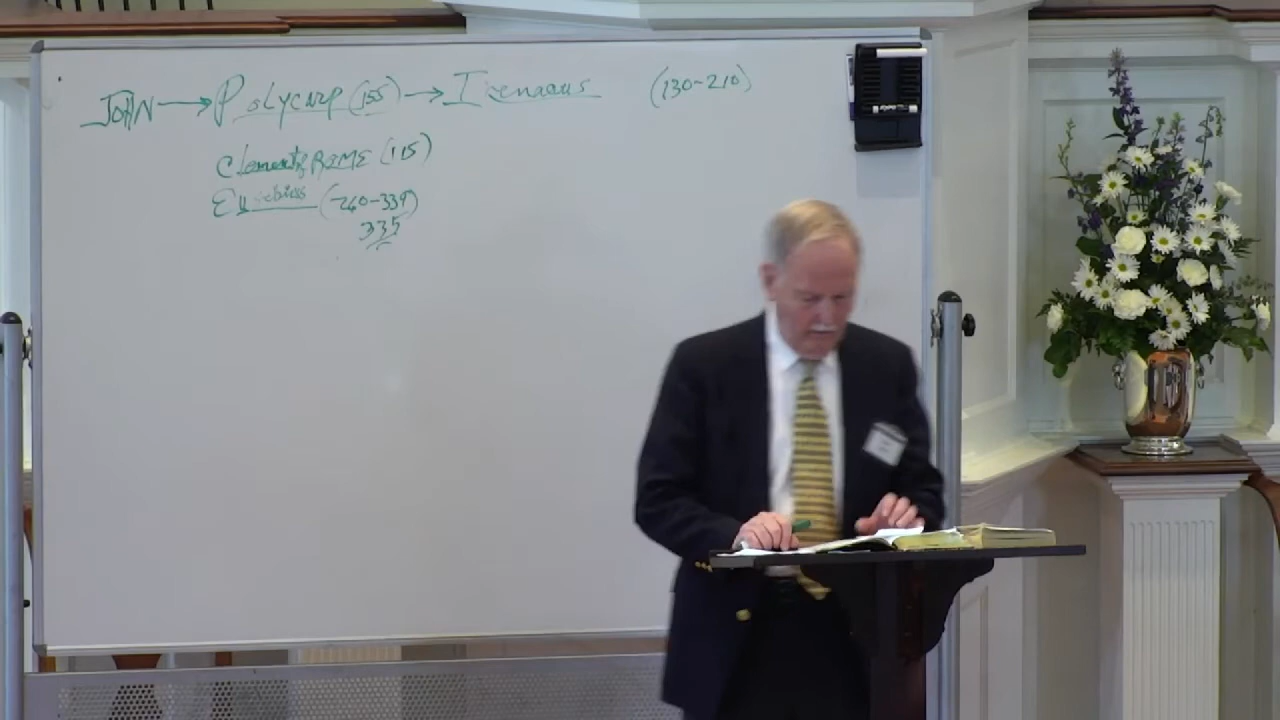 JOHN → Polycarp (155) → Irenaeus (130-210)
Clement of ROME (115)
Eusebius (260-339)
335